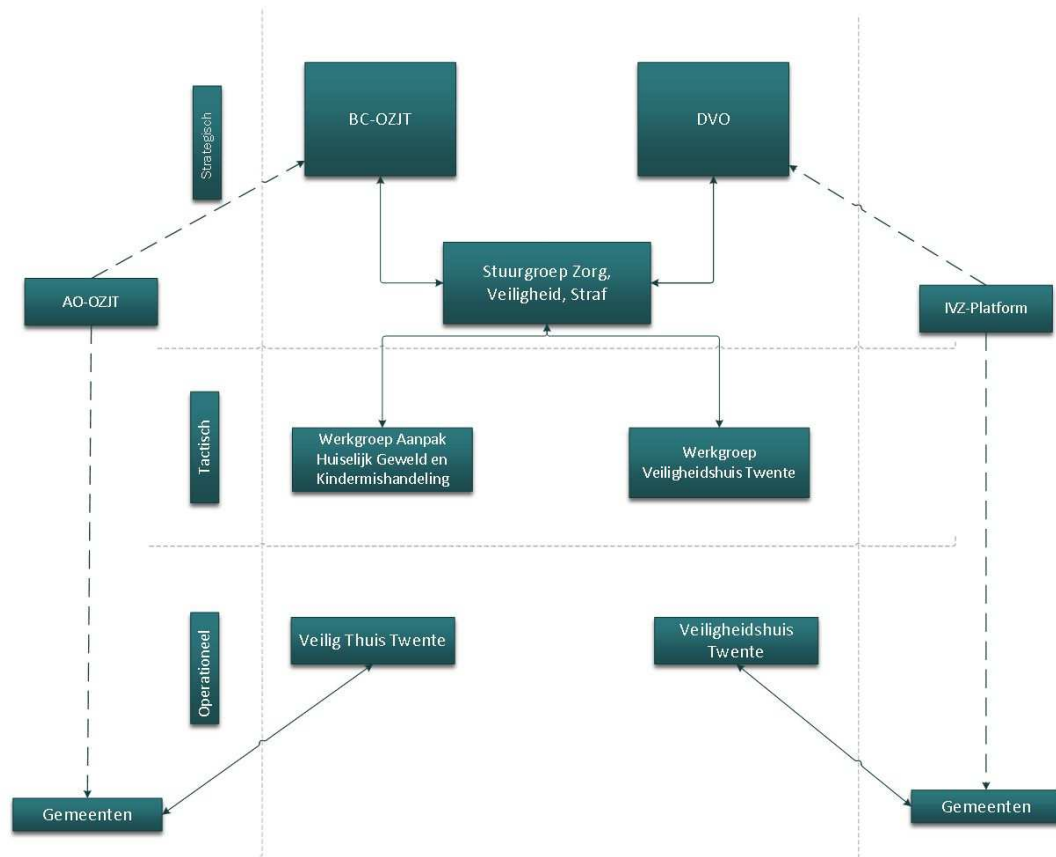 Strategisch
BC-OZJT
DVO
Stuurgroep Zorg,
Veiligheid, Straf
AO-OZJT
IVZ-Platform
Tactisch
Werkgroep Aanpak
Huiselijk Geweld en
Kindermishandeling
Werkgroep
Veiligheidshuis Twente
Operationeel
Veilig Thuis Twente
Veiligheidshuis
Twente
Gemeenten
Gemeenten